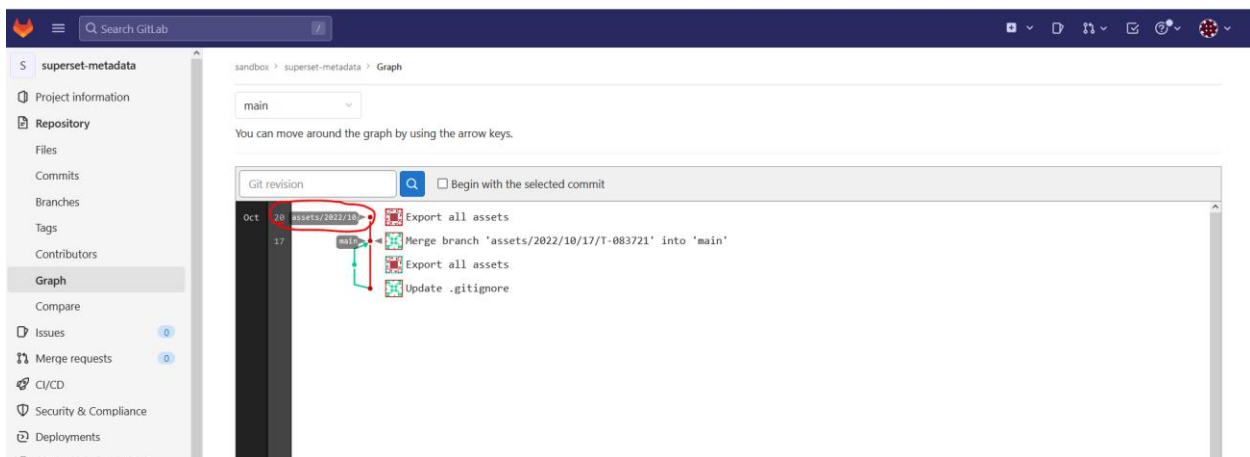 Search GitLab /
S superset-metadata
Project information
Repository
Files
Commits
Branches
Tags
Contributors
Graph
Compare
Issues 0
Merge requests 0
CI/CD
Security & Compliance
Deployments
sandbox > superset-metadata > Graph
main
You can move around the graph by using the arrow keys.
Git revision Begin with the selected commit
Oct 20 assets/2022/10 Export all assets
17 main Merge branch 'assets/2022/10/17/T-083721' into 'main'
Export all assets
Update .gitignore